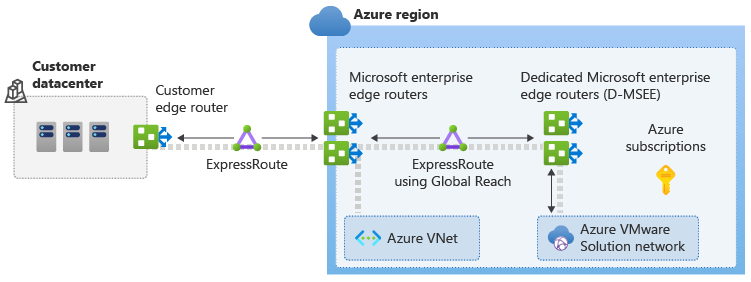 Azure region
Customer
datacenter
Customer
edge router
ExpressRoute
Microsoft enterprise
edge routers
ExpressRoute
using Global Reach
Dedicated Microsoft enterprise
edge routers (D-MSEE)
Azure
subscriptions
Azure VNet
Azure VMware
Solution network